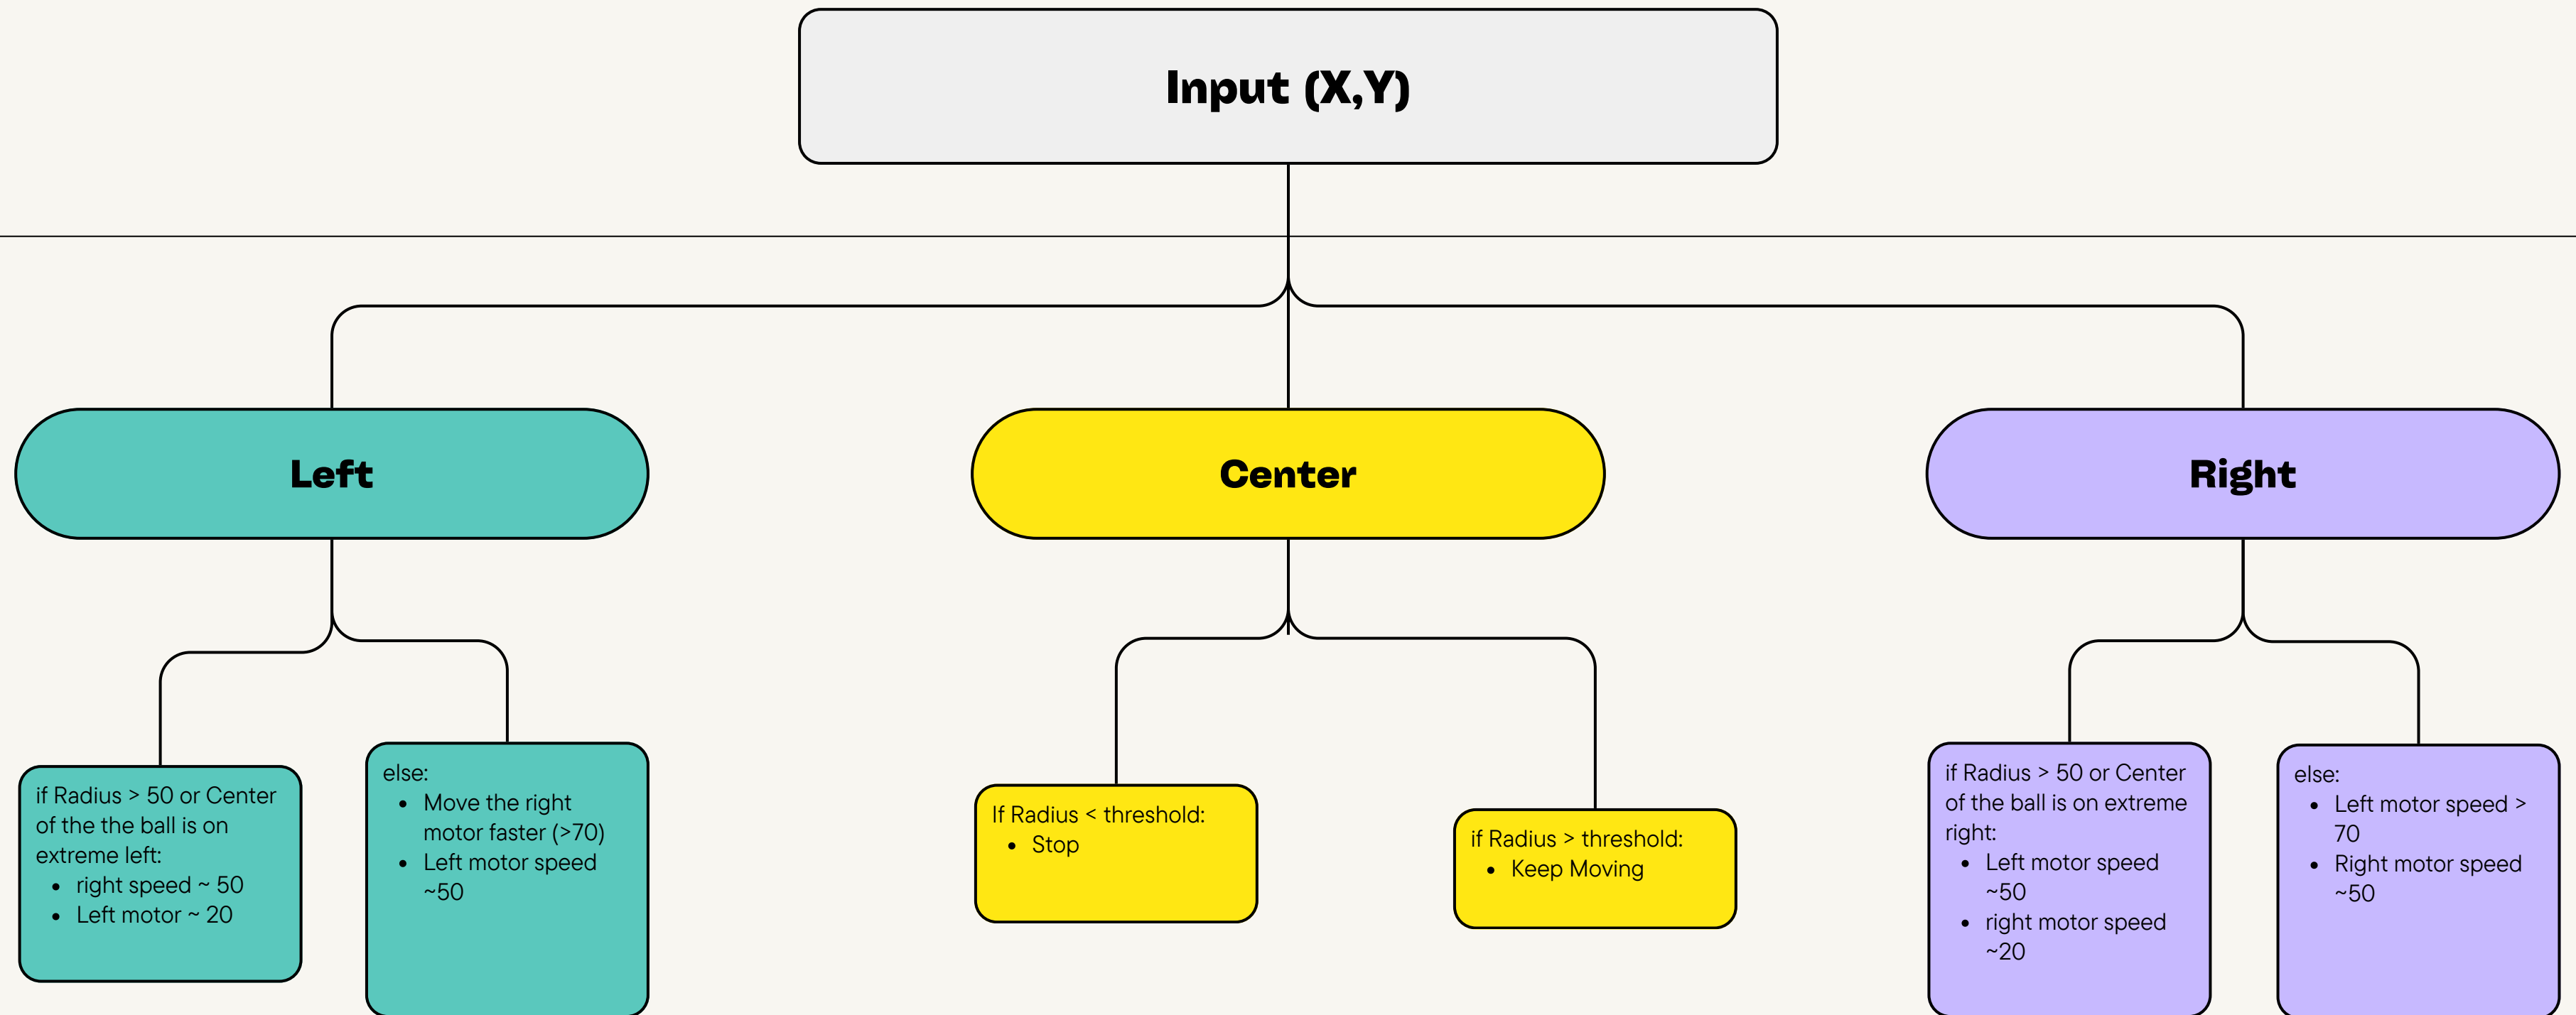 Input (X,Y)
Left
Center
Right
if Radius > 50 or Center
of the the ball is on
extreme left:
• right speed ~ 50
• Left motor ~ 20
else:
• Move the right
motor faster (>70)
• Left motor speed
~50
If Radius < threshold:
• Stop
if Radius > threshold:
• Keep Moving
if Radius > 50 or Center
of the ball is on extreme
right:
• Left motor speed
~50
• right motor speed
~20
else:
• Left motor speed >
70
• Right motor speed
~50